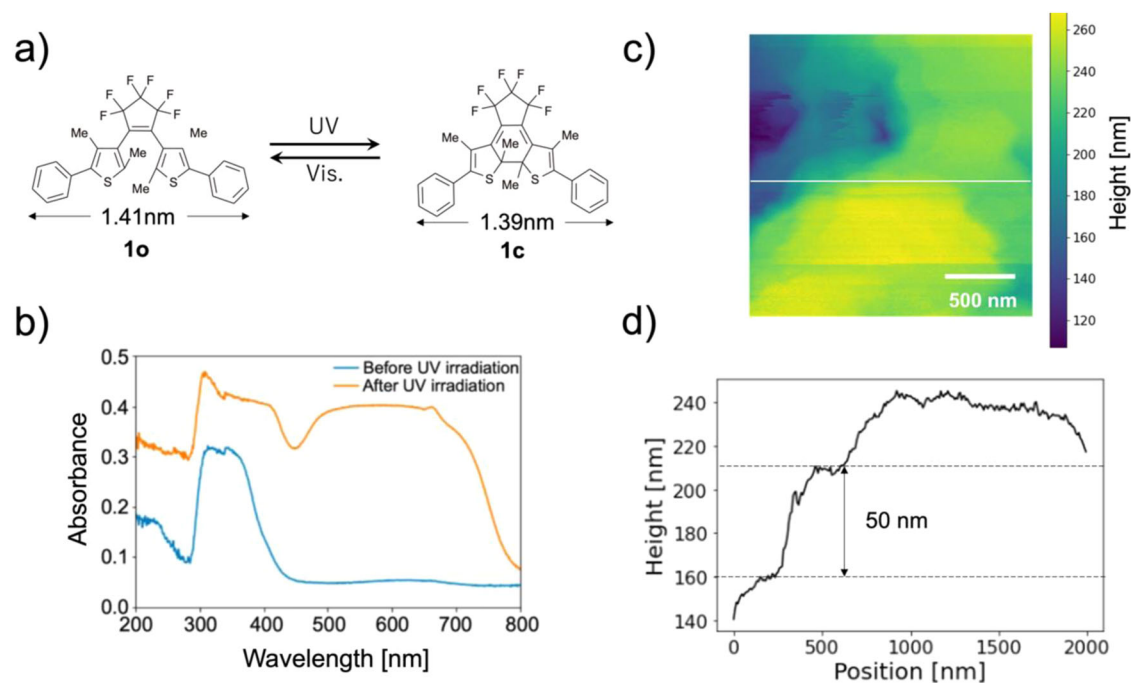 a)
F F
F F
F F
Me Me
Me
Me
S S
1.41nm
1o
UV
Vis.
F F
F F
F F
Me Me
Me
S S
Me
1.39nm
1c
b)
0.5
0.4
0.3
0.2
0.1
0.0
Absorbance
Before UV irradiation
After UV irradiation
200 300 400 500 600 700 800
Wavelength [nm]
c)
500 nm
260
240
220
200
180
160
140
120
Height [nm]
d)
240
220
200
180
160
140
Height [nm]
50 nm
0 500 1000 1500 2000
Position [nm]